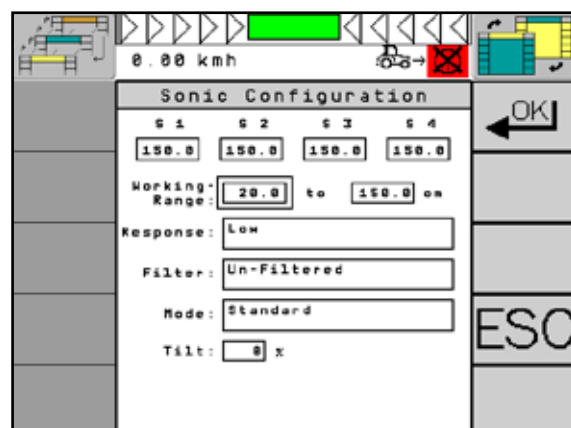 0.00 kmh
Sonic Configuration
OK
S 1 S 2 S 3 S 4
150.0 150.0 150.0 150.0
Working-
Range: 20.0 to 150.0 cm
Response: Low
Filter: Un-Filtered
Mode: Standard
ESC
Tilt: 0 %